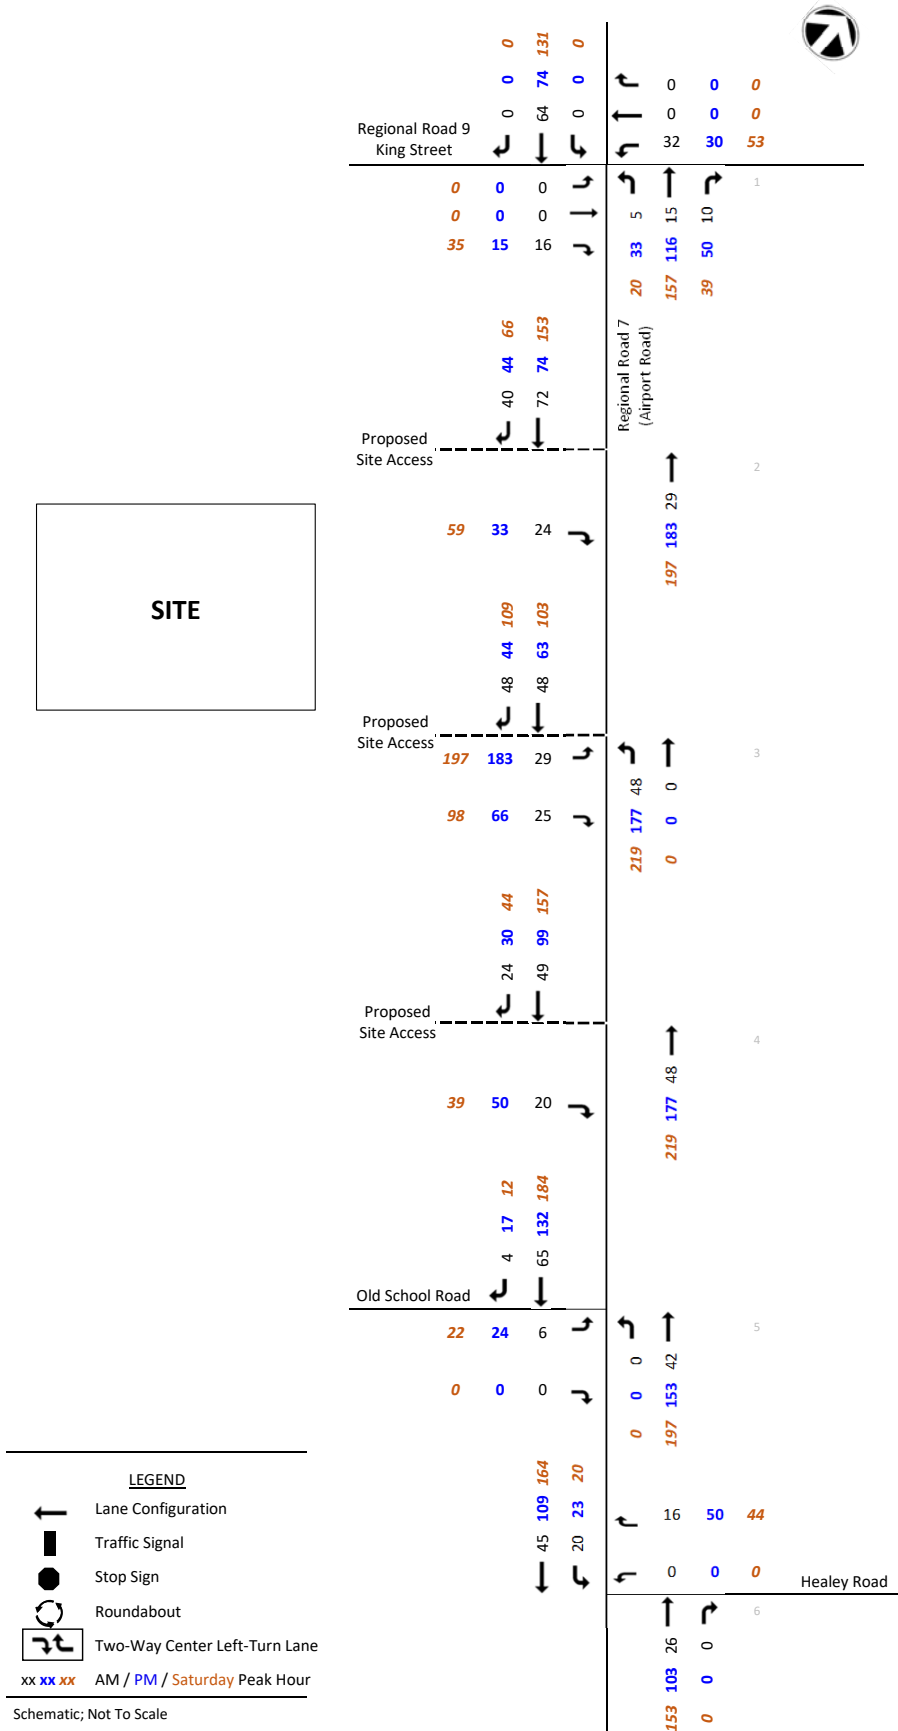 0 131 0
0 74 0
0 64 0
0 0 0
0 0 0
32 30 53
Regional Road 9
King Street
0 0 0
0 0 0
35 15 16
1
5 15 10
33 116 50
20 157 39
Regional Road 7
(Airport Road)
66 153
44 74
40 72
Proposed
Site Access
2
29
183
197
59 33 24
SITE
109 103
44 63
48 48
Proposed
Site Access
197 183 29
98 66 25
3
48 0
177 0
219 0
44 157
30 99
24 49
Proposed
Site Access
4
48
177
219
39 50 20
12 184
17 132
4 65
Old School Road
22 24 6
0 0 0
5
0 42
0 153
0 197
164 20
109 23
45 20
16 50 44
0 0 0
Healey Road
6
26 0
103 0
153 0
LEGEND
Lane Configuration
Traffic Signal
Stop Sign
Roundabout
Two-Way Center Left-Turn Lane
xx xx xx AM / PM / Saturday Peak Hour
Schematic; Not To Scale